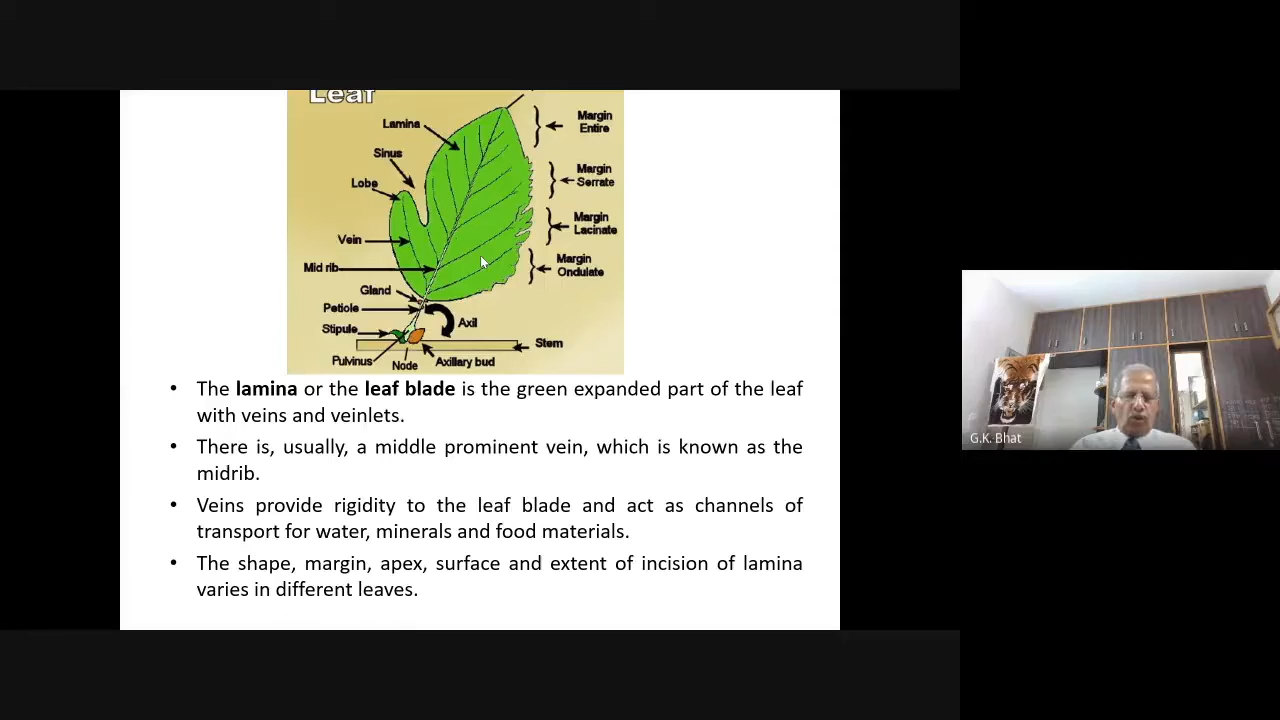 Leaf
Lamina
Margin
Entire
Sinus
Margin
Serrate
Lobe
Margin
Lacinate
Vein
Margin
Ondulate
Mid rib
Gland
Petiole
Axil
Stipule
Stem
Pulvinus
Node
Axillary bud
• The lamina or the leaf blade is the green expanded part of the leaf
with veins and veinlets.
• There is, usually, a middle prominent vein, which is known as the
midrib.
• Veins provide rigidity to the leaf blade and act as channels of
transport for water, minerals and food materials.
• The shape, margin, apex, surface and extent of incision of lamina
varies in different leaves.
G.K. Bhat